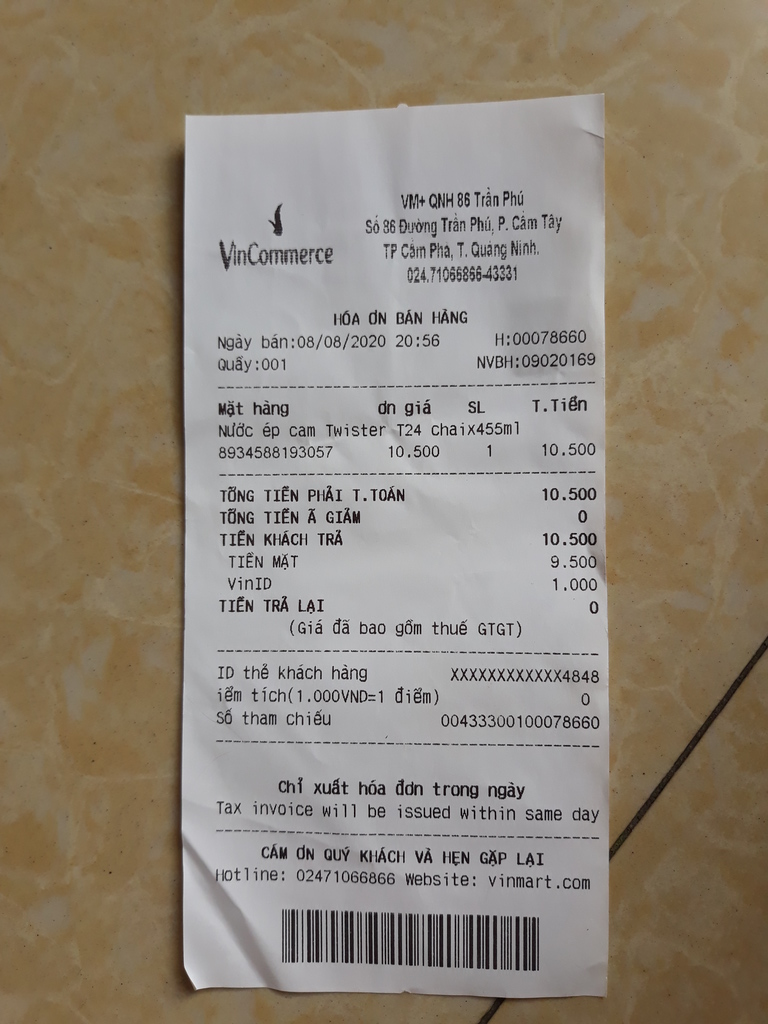 VinCommerce
VM+ QNH 86 Trần Phú
Số 86 Đường Trần Phú, P. Cẩm Tây
TP Cẩm Phả, T. Quảng Ninh.
024.71066866-43331
HÓA ƠN BÁN HÀNG
Ngày bán:08/08/2020 20:56 H:00078660
Quầy:001 NVBH:09020169
Mặt hàng ơn giá SL T.Tiền
Nước ép cam Twister T24 chaix455ml
8934588193057 10.500 1 10.500
TỔNG TIỀN PHẢI T.TOÁN 10.500
TỔNG TIỀN Ã GIẢM 0
TIỀN KHÁCH TRẢ 10.500
TIỀN MẶT 9.500
VinID 1.000
TIỀN TRẢ LẠI 0
(Giá đã bao gồm thuế GTGT)
ID thẻ khách hàng XXXXXXXXXXXX4848
iểm tích(1.000VND=1 điểm) 0
Số tham chiếu 00433300100078660
Chỉ xuất hóa đơn trong ngày
Tax invoice will be issued within same day
CÁM ƠN QUÝ KHÁCH VÀ HẸN GẶP LẠI
Hotline: 02471066866 Website: vinmart.com